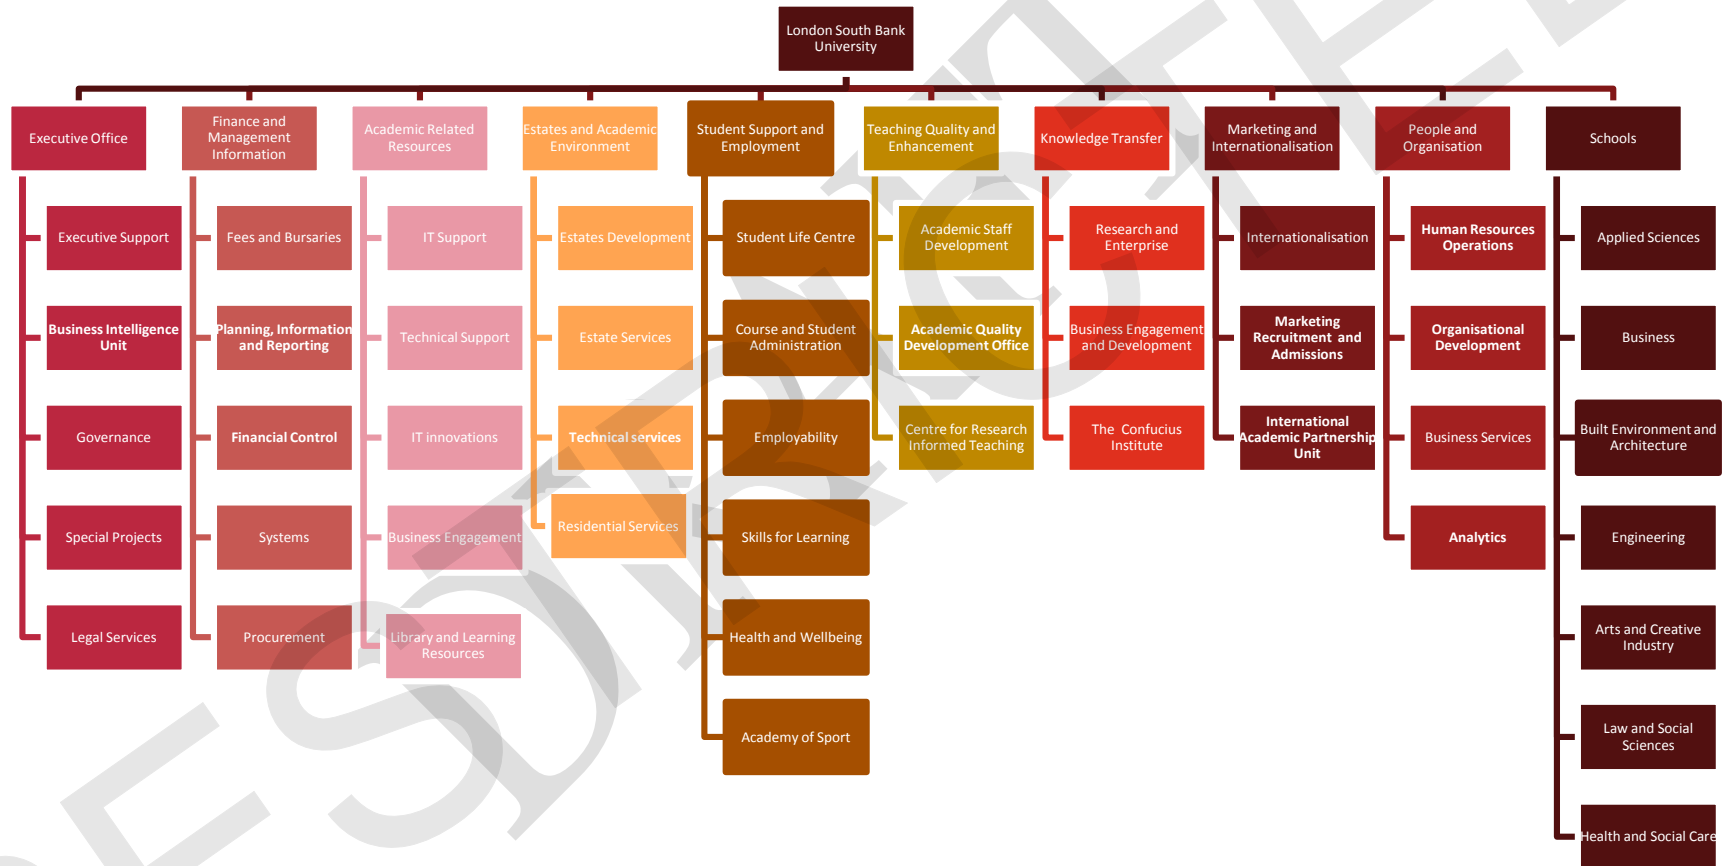 London South Bank
University
Executive Office
Finance and
Management
Information
Academic Related
Resources
Estates and Academic
Environment
Student Support and
Employment
Teaching Quality and
Enhancement
Knowledge Transfer
Marketing and
Internationalisation
People and
Organisation
Schools
Executive Support
Business Intelligence
Unit
Governance
Special Projects
Legal Services
Fees and Bursaries
Planning, Information
and Reporting
Financial Control
Systems
Procurement
IT Support
Technical Support
IT innovations
Business Engagement
Library and Learning
Resources
Estates Development
Estate Services
Technical services
Residential Services
Student Life Centre
Course and Student
Administration
Employability
Skills for Learning
Health and Wellbeing
Academy of Sport
Academic Staff
Development
Academic Quality
Development Office
Centre for Research
Informed Teaching
Research and
Enterprise
Business Engagement
and Development
The Confucius
Institute
Internationalisation
Marketing
Recruitment and
Admissions
International
Academic Partnership
Unit
Human Resources
Operations
Organisational
Development
Business Services
Analytics
Applied Sciences
Business
Built Environment and
Architecture
Engineering
Arts and Creative
Industry
Law and Social
Sciences
Health and Social Care